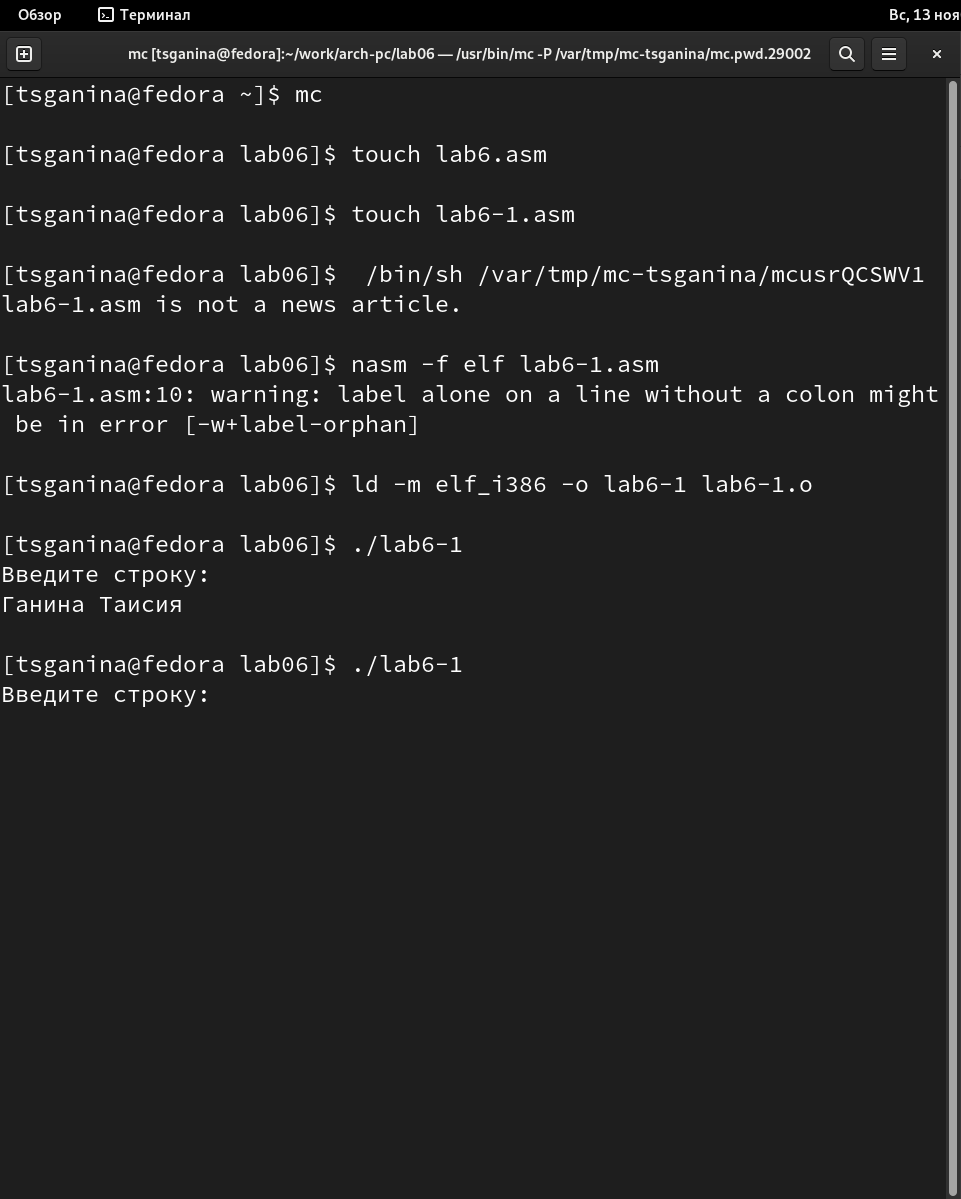 Обзор Терминал Вс, 13 ноя
mc [tsganina@fedora]:~/work/arch-pc/lab06 — /usr/bin/mc -P /var/tmp/mc-tsganina/mc.pwd.29002
[tsganina@fedora ~]$ mc
[tsganina@fedora lab06]$ touch lab6.asm
[tsganina@fedora lab06]$ touch lab6-1.asm
[tsganina@fedora lab06]$  /bin/sh /var/tmp/mc-tsganina/mcusrQCSWV1
lab6-1.asm is not a news article.
[tsganina@fedora lab06]$ nasm -f elf lab6-1.asm
lab6-1.asm:10: warning: label alone on a line without a colon might
 be in error [-w+label-orphan]
[tsganina@fedora lab06]$ ld -m elf_i386 -o lab6-1 lab6-1.o
[tsganina@fedora lab06]$ ./lab6-1
Введите строку:
Ганина Таисия
[tsganina@fedora lab06]$ ./lab6-1
Введите строку: